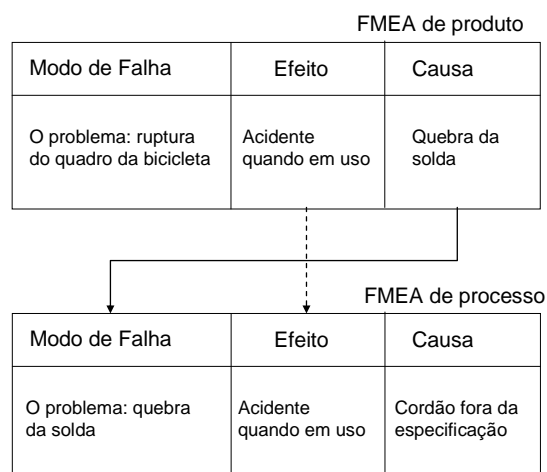 FMEA de produto
Modo de Falha Efeito Causa
O problema: ruptura Acidente Quebra da
do quadro da bicicleta quando em uso solda
FMEA de processo
Modo de Falha Efeito Causa
O problema: quebra Acidente Cordão fora da
da solda quando em uso especificação